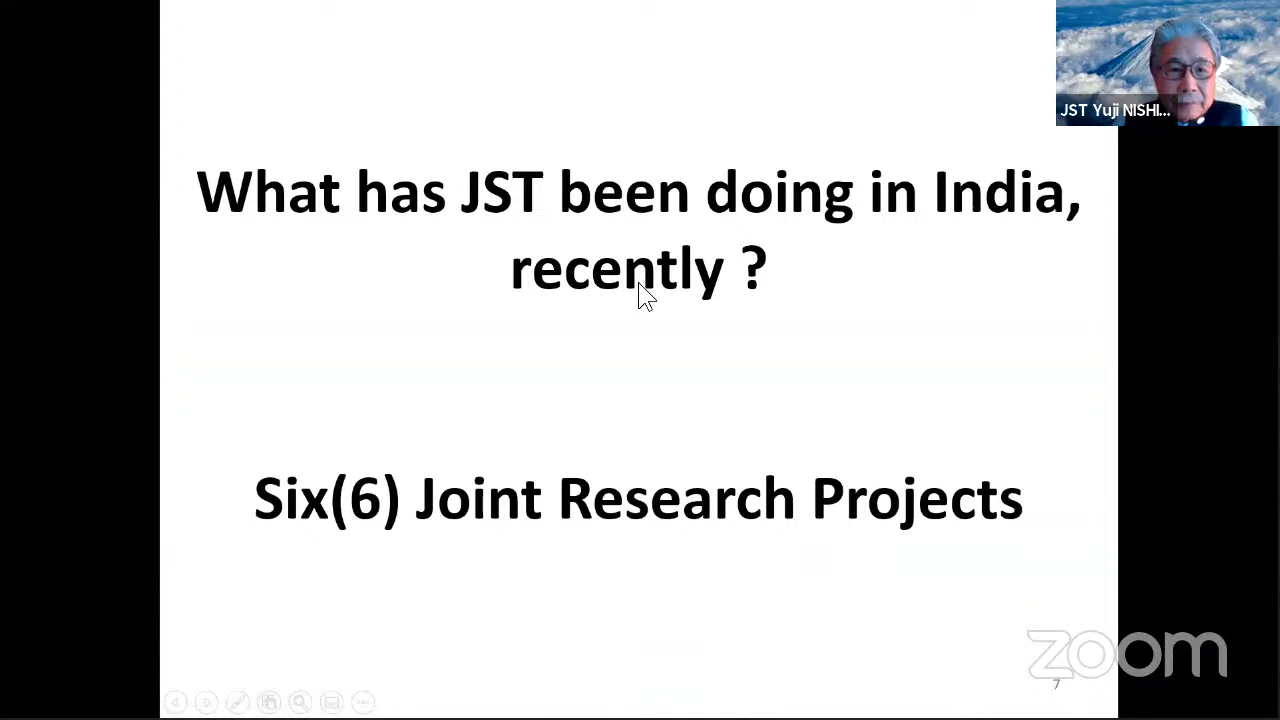 JST Yuji NISHI...
What has JST been doing in India,
recently ?
Six(6) Joint Research Projects
zoom
7